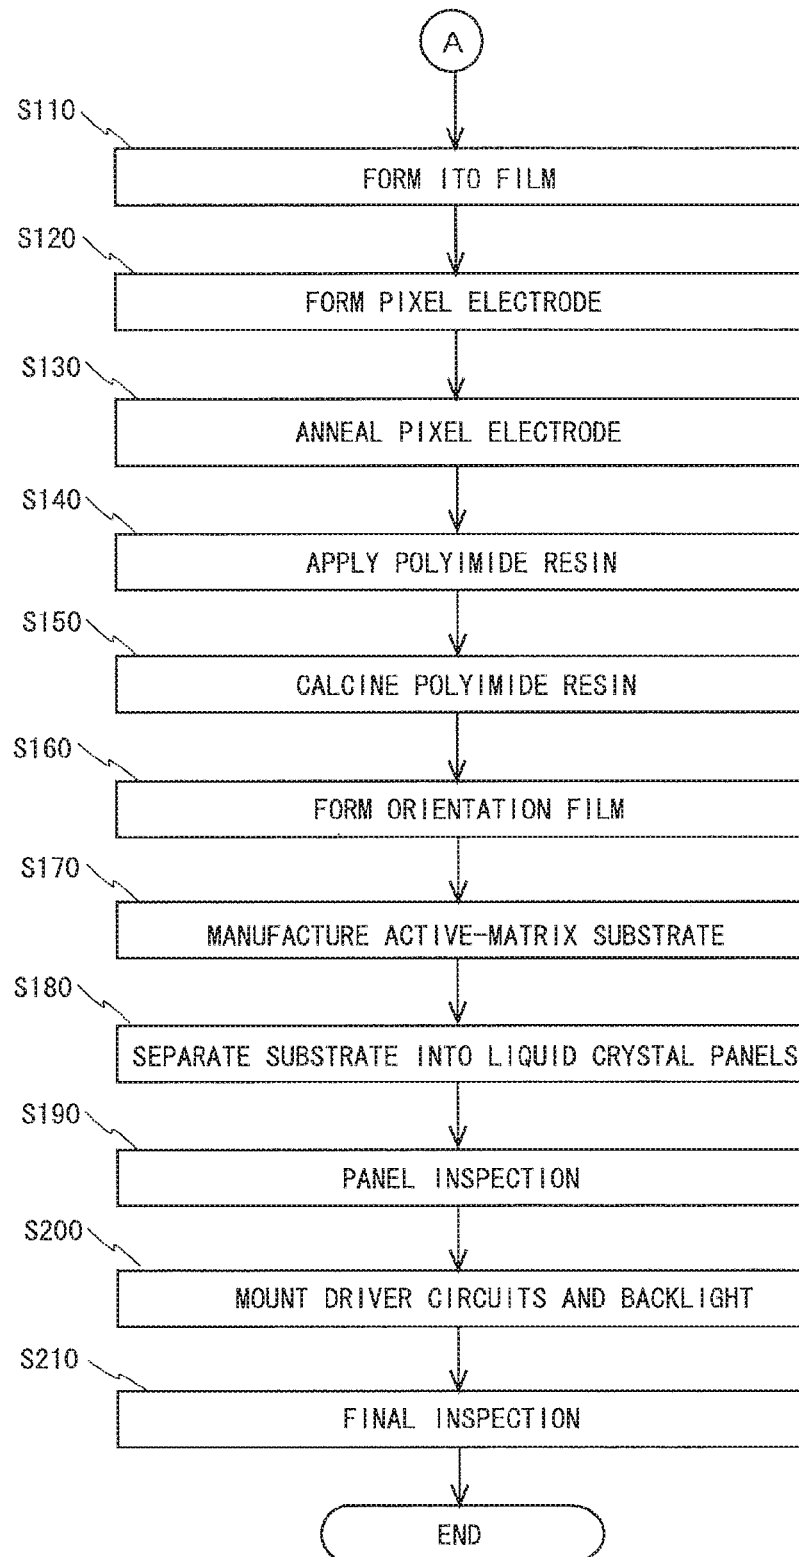 A
S110
FORM ITO FILM
S120
FORM PIXEL ELECTRODE
S130
ANNEAL PIXEL ELECTRODE
S140
APPLY POLYIMIDE RESIN
S150
CALCINE POLYIMIDE RESIN
S160
FORM ORIENTATION FILM
S170
MANUFACTURE ACTIVE-MATRIX SUBSTRATE
S180
SEPARATE SUBSTRATE INTO LIQUID CRYSTAL PANELS
S190
PANEL INSPECTION
S200
MOUNT DRIVER CIRCUITS AND BACKLIGHT
S210
FINAL INSPECTION
END